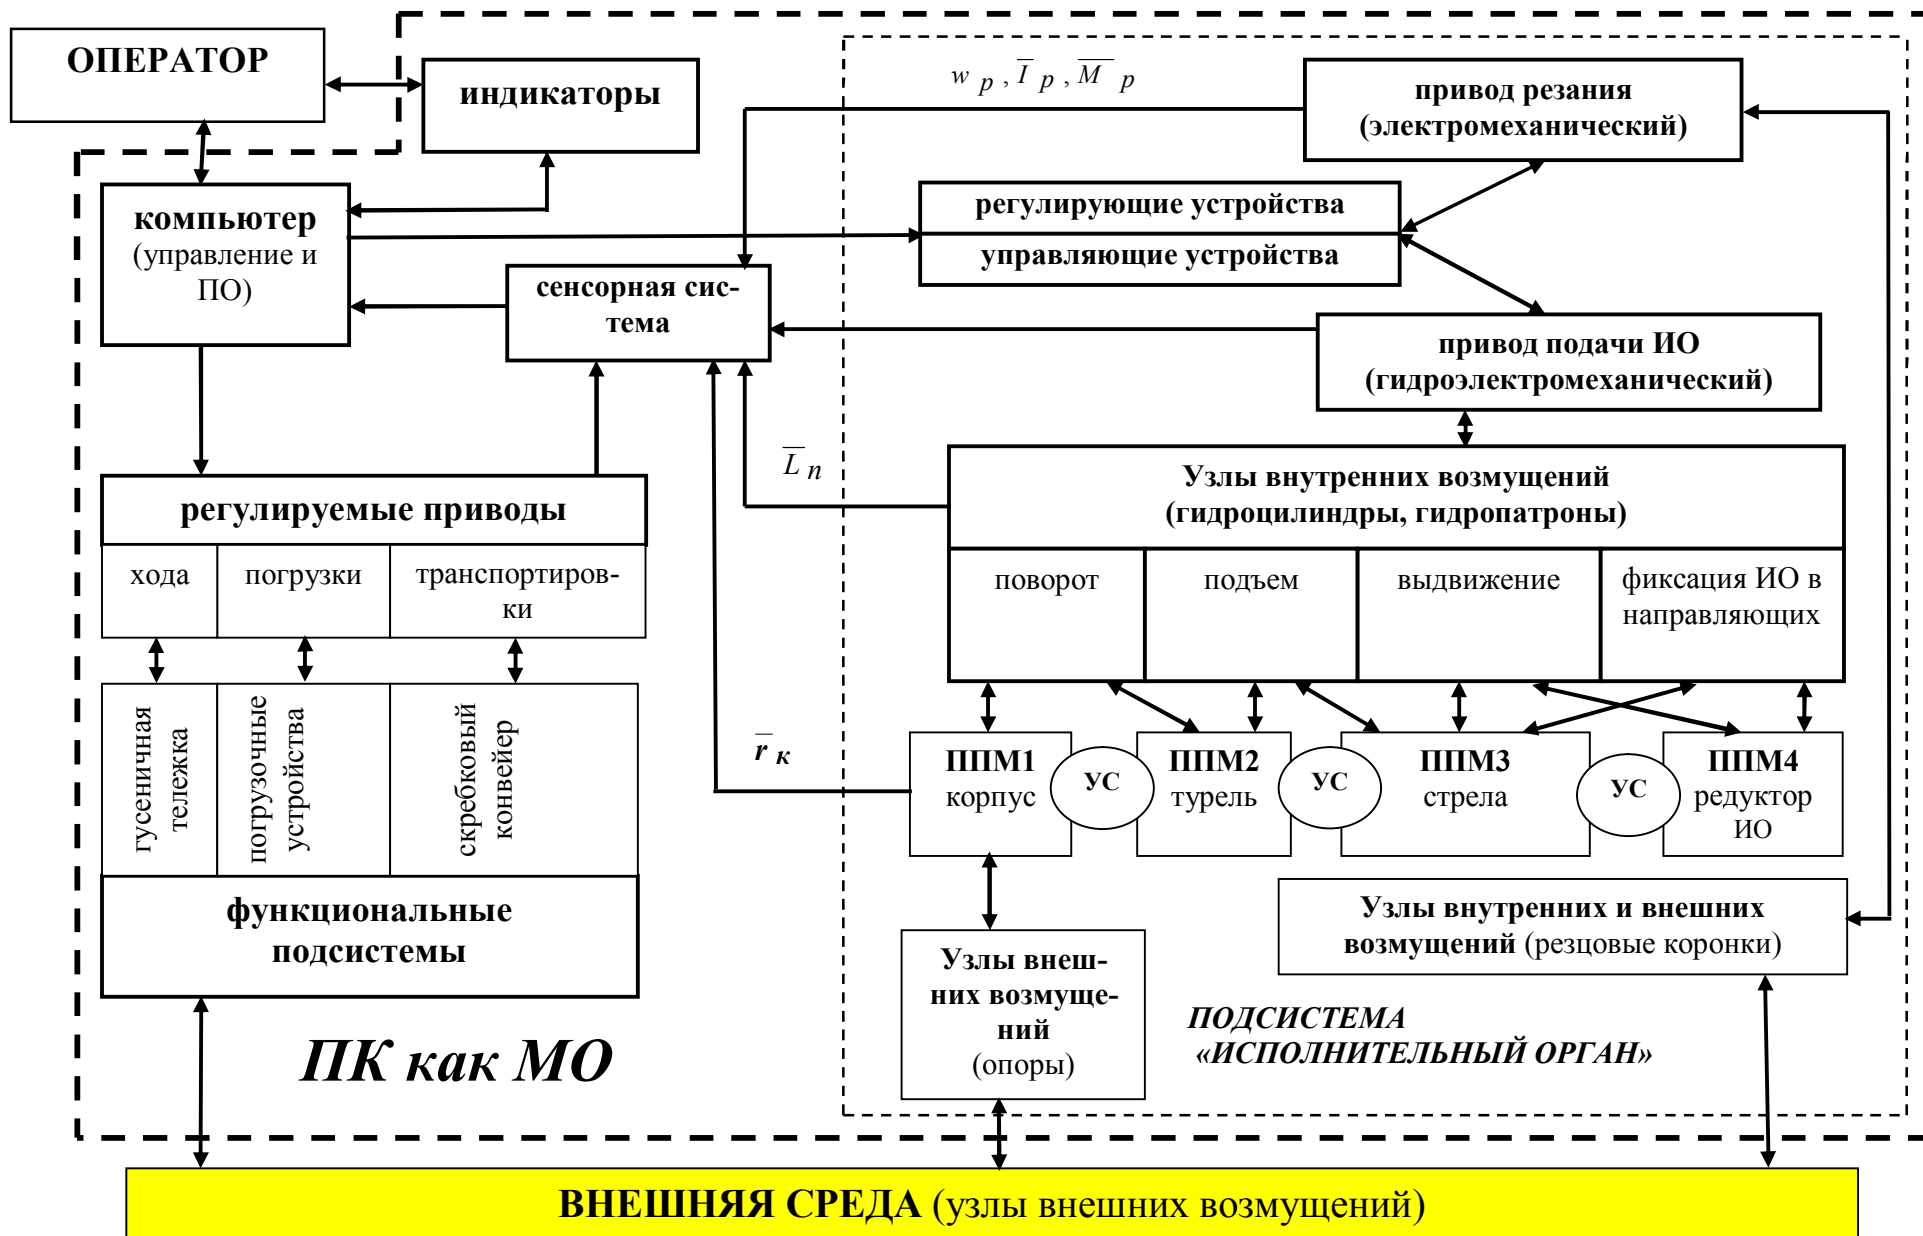 ОПЕРАТОР
индикаторы
w p , I p , M p
привод резания
(электромеханический)
компьютер
(управление и
ПО)
регулирующие устройства
управляющие устройства
сенсорная сис-
тема
привод подачи ИО
(гидроэлектромеханический)
L n
Узлы внутренних возмущений
(гидроцилиндры, гидропатроны)
поворот
подъем
выдвижение
фиксация ИО в
направляющих
регулируемые приводы
хода
погрузки
транспортиров-
ки
гусеничная
тележка
погрузочные
устройства
скребковый
конвейер
функциональные
подсистемы
r к
ППМ1
корпус
УС
ППМ2
турель
УС
ППМ3
стрела
УС
ППМ4
редуктор
ИО
Узлы внутренних и внешних
возмущений (резцовые коронки)
Узлы внеш-
них возмуще-
ний
(опоры)
ПОДСИСТЕМА
«ИСПОЛНИТЕЛЬНЫЙ ОРГАН»
ПК как МО
ВНЕШНЯЯ СРЕДА (узлы внешних возмущений)